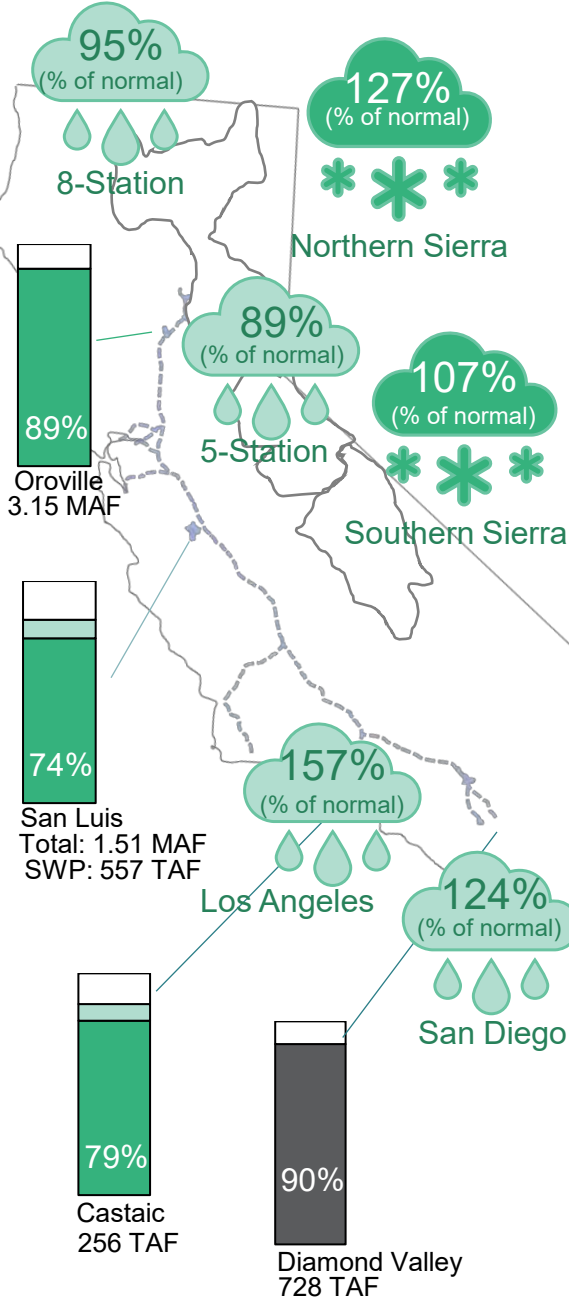 95%
(% of normal)
8-Station
127%
(% of normal)
Northern Sierra
89%
(% of normal)
5-Station
107%
(% of normal)
Southern Sierra
89%
Oroville
3.15 MAF
74%
San Luis
Total: 1.51 MAF
SWP: 557 TAF
157%
(% of normal)
Los Angeles
124%
(% of normal)
San Diego
79%
Castaic
256 TAF
90%
Diamond Valley
728 TAF